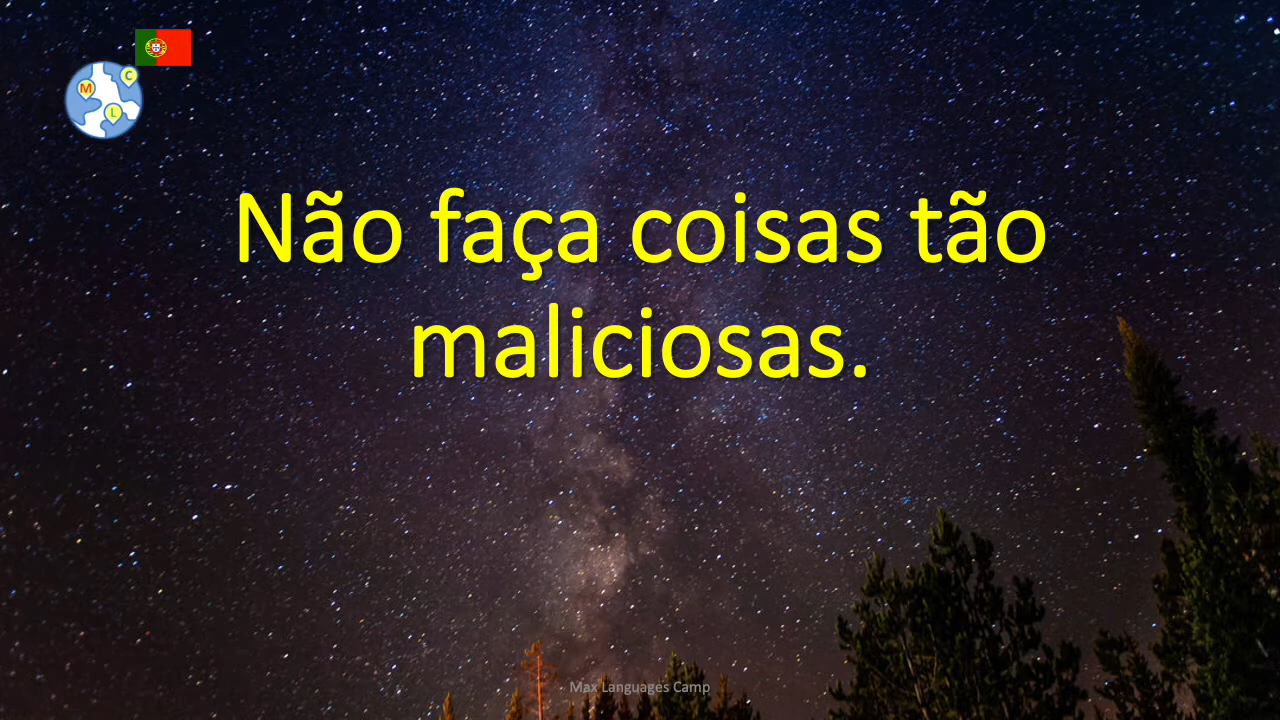 C
M
L
Não faça coisas tão
maliciosas.
Max Languages Camp